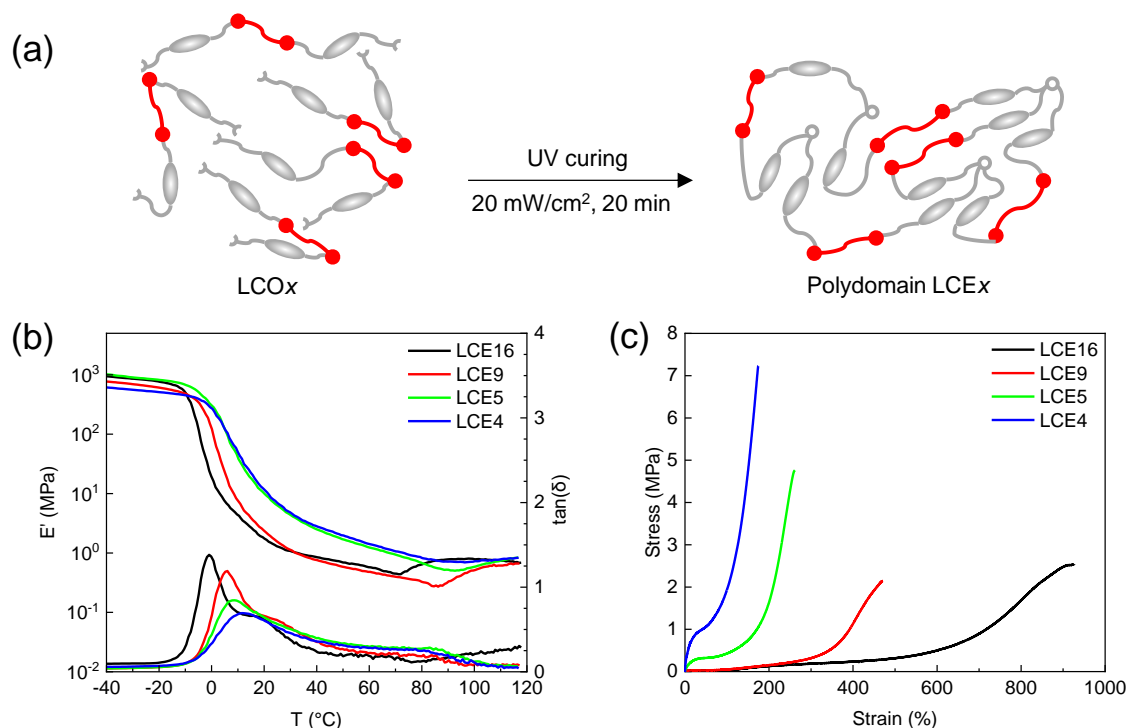 (a)
UV curing
20 mW/cm², 20 min
LCOx
Polydomain LCEx
(b)
LCE16
LCE9
LCE5
LCE4
10³
10²
10¹
10⁰
10⁻¹
10⁻²
E' (MPa)
4
3
2
1
0
tan(δ)
-40 -20 0 20 40 60 80 100 120
T (°C)
(c)
LCE16
LCE9
LCE5
LCE4
8
7
6
5
4
3
2
1
0
Stress (MPa)
0 200 400 600 800 1000
Strain (%)